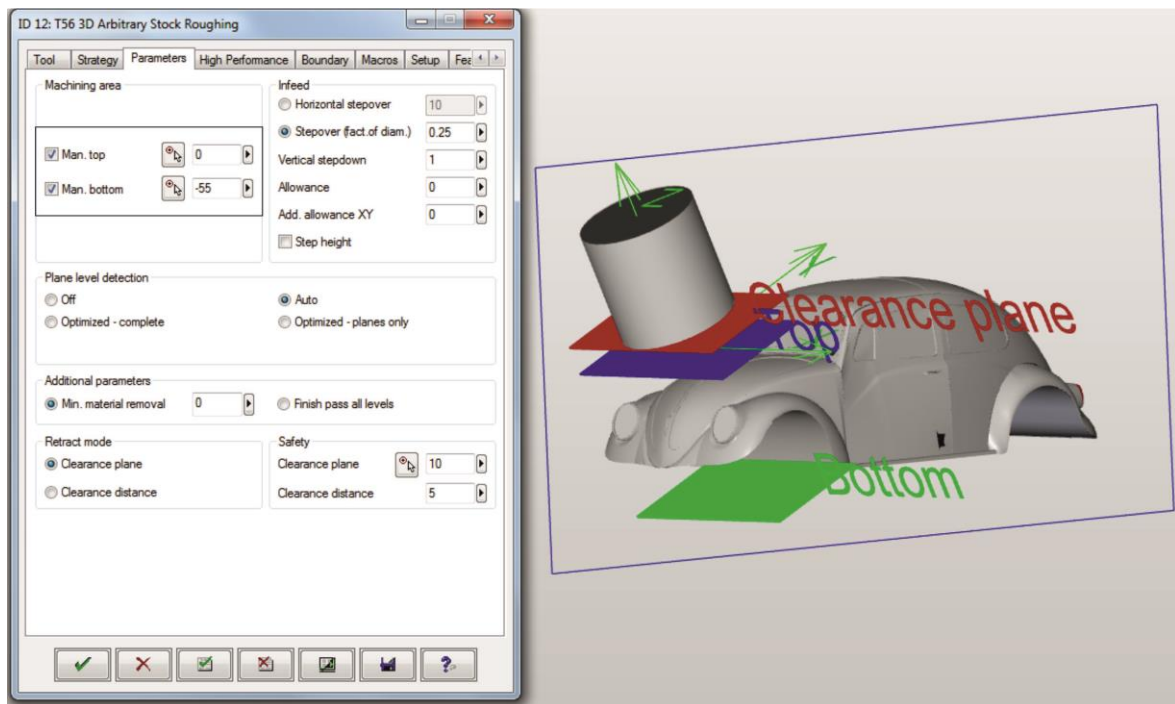 ID 12: T56 3D Arbitrary Stock Roughing
Tool Strategy Parameters High Performance Boundary Macros Setup Fea
Machining area
Man. top 0
Man. bottom -55
Infeed
Horizontal stepover 10
Stepover (fact.of diam.) 0.25
Vertical stepdown 1
Allowance 0
Add. allowance XY 0
Step height
Plane level detection
Off
Auto
Optimized - complete
Optimized - planes only
Additional parameters
Min. material removal 0
Finish pass all levels
Retract mode
Clearance plane
Clearance distance
Safety
Clearance plane 10
Clearance distance 5
Clearance plane
Top
Bottom